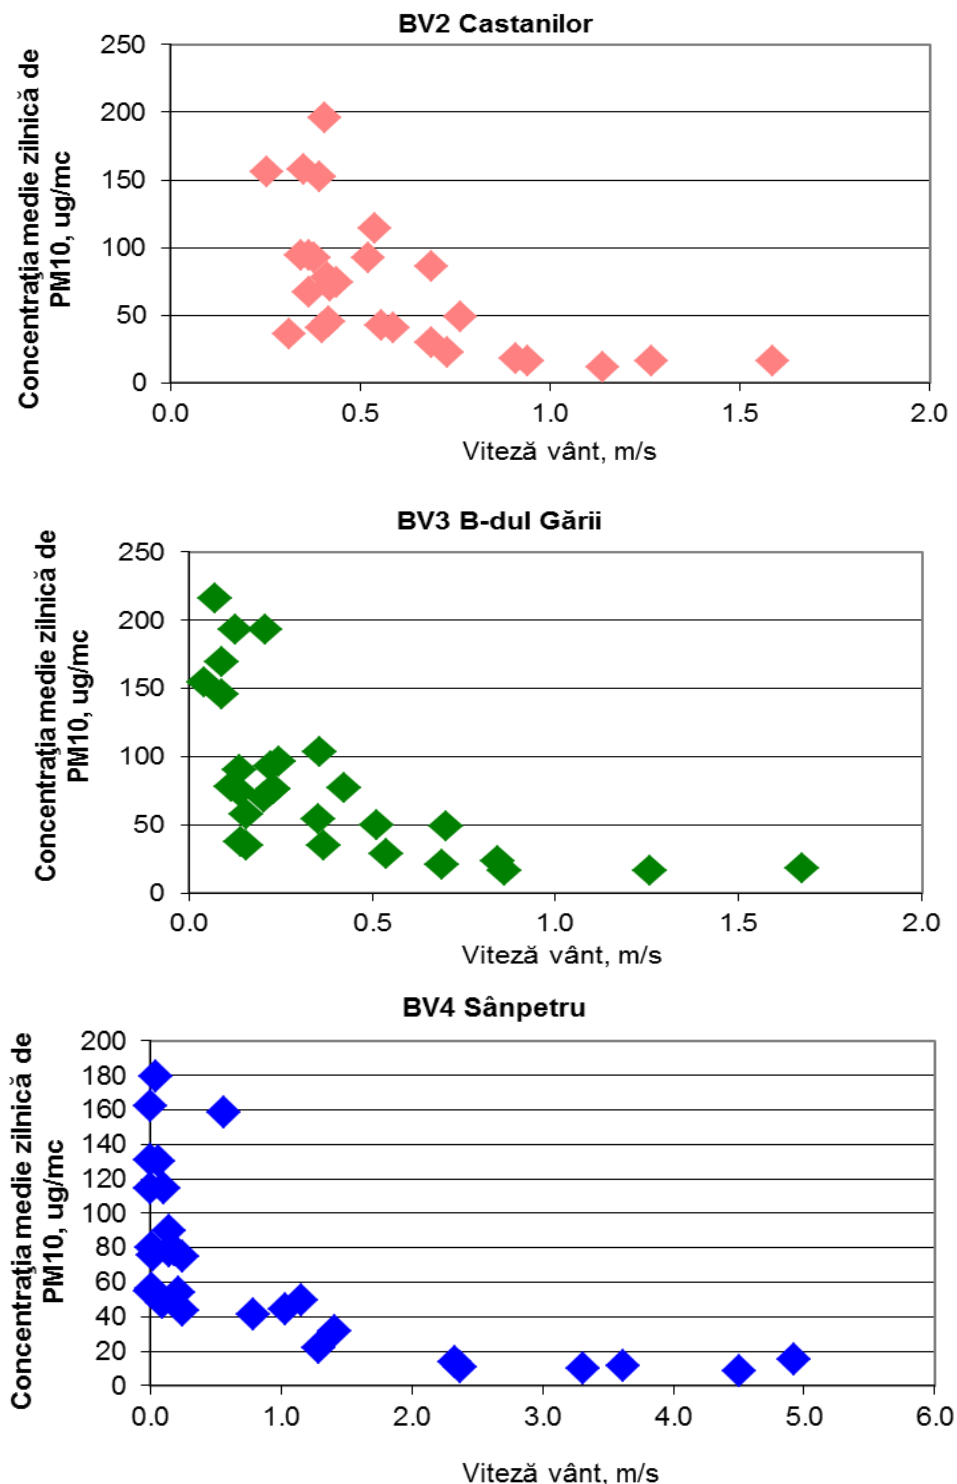 BV2 Castanilor
Concentraţia medie zilnică de
PM10, ug/mc
250
200
150
100
50
0
0.0 0.5 1.0 1.5 2.0
Viteză vânt, m/s
BV3 B-dul Gării
Concentraţia medie zilnică de
PM10, ug/mc
250
200
150
100
50
0
0.0 0.5 1.0 1.5 2.0
Viteză vânt, m/s
BV4 Sânpetru
Concentraţia medie zilnică de
PM10, ug/mc
200
180
160
140
120
100
80
60
40
20
0
0.0 1.0 2.0 3.0 4.0 5.0 6.0
Viteză vânt, m/s